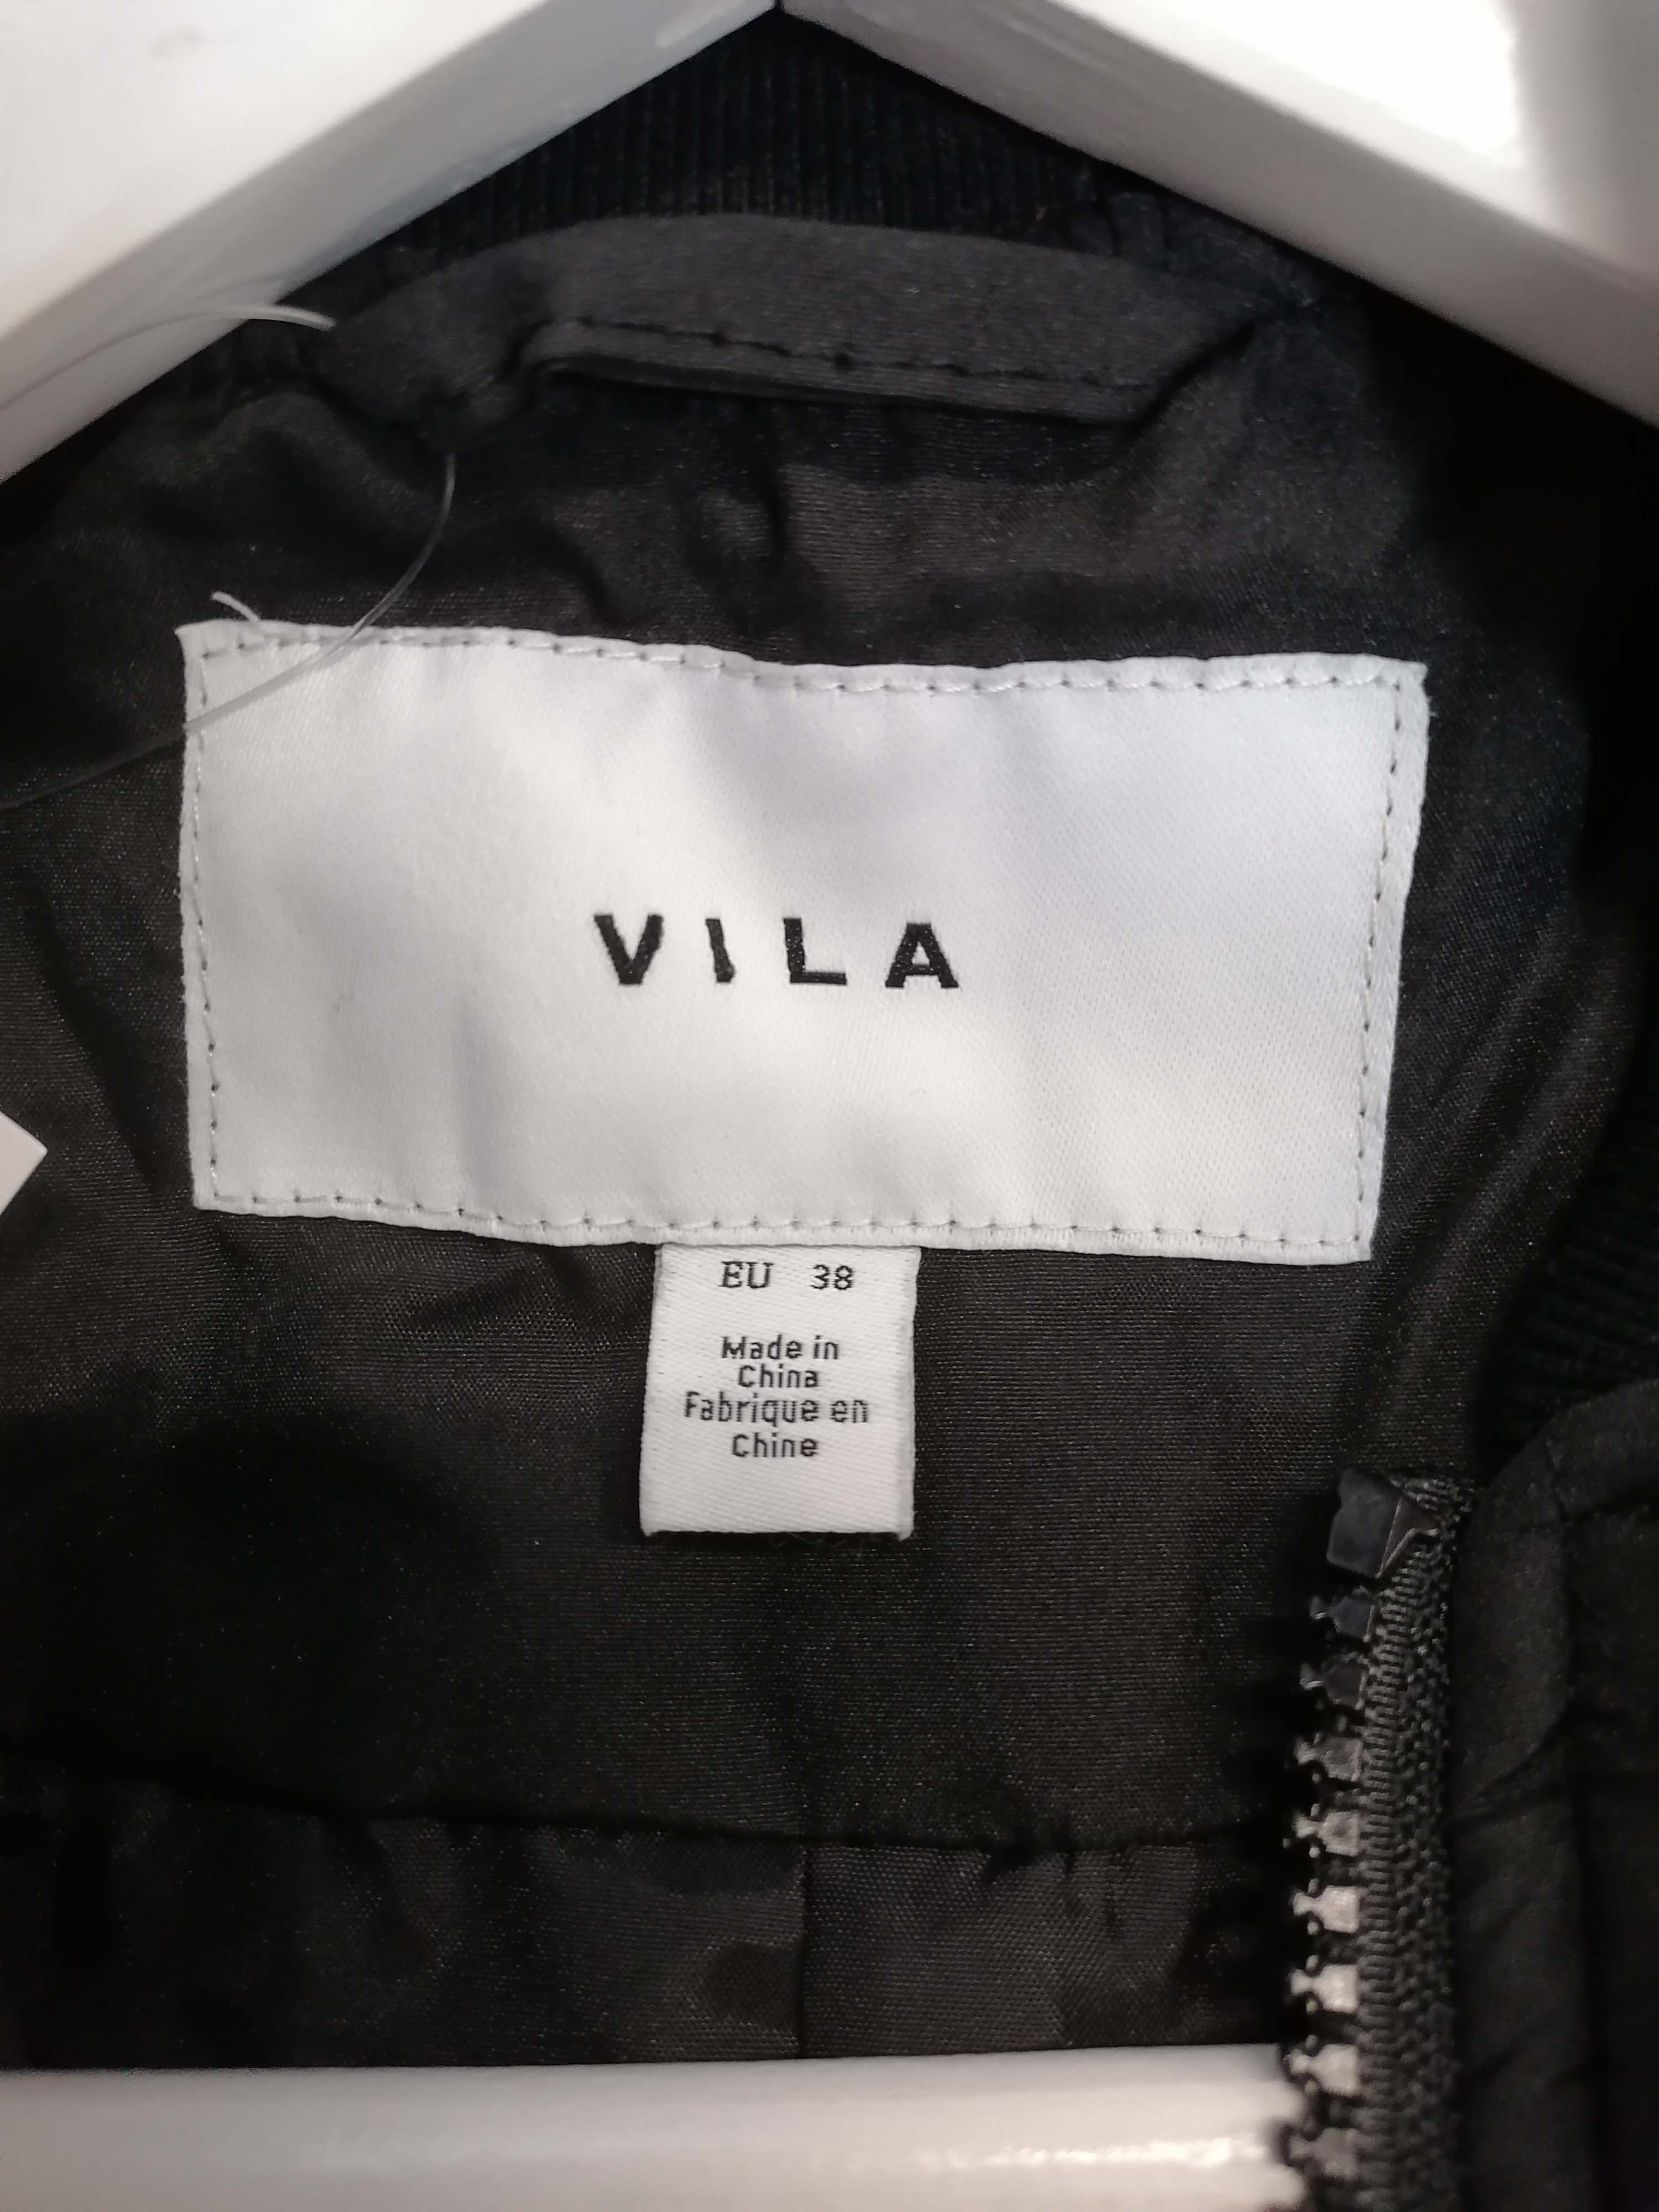 VILA
EU 38
Made in
China
Fabrique en
Chine